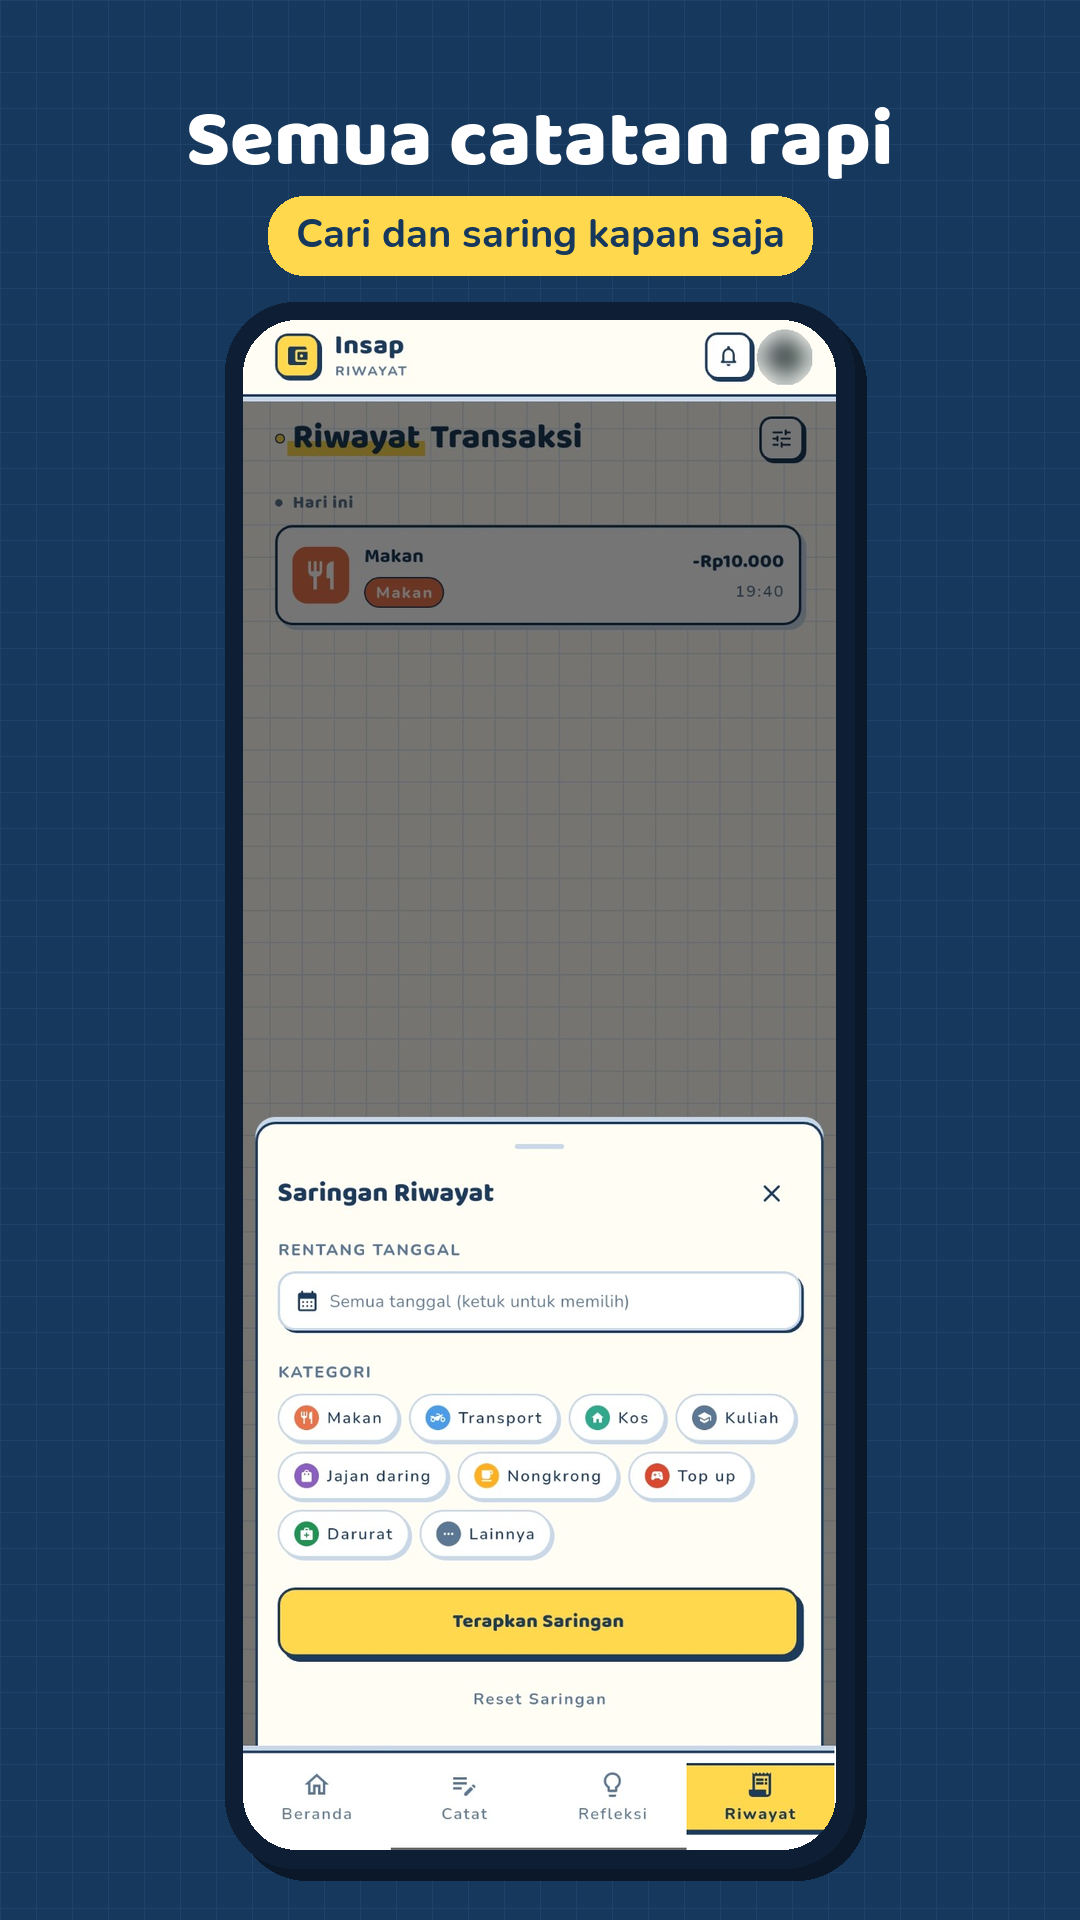 Semua catatan rapi
Cari dan saring kapan saja
Insap
RIWAYAT
Riwayat Transaksi
Hari ini
Makan
-Rp10.000
Makan
19:40
Saringan Riwayat
RENTANG TANGGAL
Semua tanggal (ketuk untuk memilih)
KATEGORI
Makan Transport Kos Kuliah
Jajan daring Nongkrong Top up
Darurat Lainnya
Terapkan Saringan
Reset Saringan
Beranda Catat Refleksi Riwayat